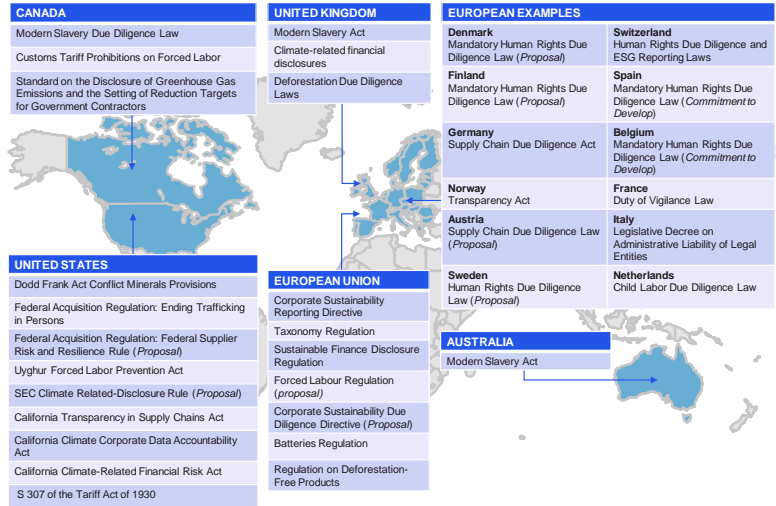 CANADA
Modern Slavery Due Diligence Law
Customs Tariff Prohibitions on Forced Labor
Standard on the Disclosure of Greenhouse Gas
Emissions and the Setting of Reduction Targets
for Government Contractors
UNITED KINGDOM
Modern Slavery Act
Climate-related financial
disclosures
Deforestation Due Diligence
Laws
EUROPEAN EXAMPLES
Denmark
Mandatory Human Rights Due
Diligence Law (Proposal)
Switzerland
Human Rights Due Diligence and
ESG Reporting Laws
Finland
Mandatory Human Rights Due
Diligence Law (Proposal)
Spain
Mandatory Human Rights Due
Diligence Law (Commitment to
Develop)
Germany
Supply Chain Due Diligence Act
Belgium
Mandatory Human Rights Due
Diligence Law (Commitment to
Develop)
Norway
Transparency Act
France
Duty of Vigilance Law
Austria
Supply Chain Due Diligence Law
(Proposal)
Italy
Legislative Decree on
Administrative Liability of Legal
Entities
Sweden
Human Rights Due Diligence
Law (Proposal)
Netherlands
Child Labor Due Diligence Law
UNITED STATES
Dodd Frank Act Conflict Minerals Provisions
Federal Acquisition Regulation: Ending Trafficking
in Persons
Federal Acquisition Regulation: Federal Supplier
Risk and Resilience Rule (Proposal)
Uyghur Forced Labor Prevention Act
SEC Climate Related-Disclosure Rule (Proposal)
California Transparency in Supply Chains Act
California Climate Corporate Data Accountability
Act
California Climate-Related Financial Risk Act
S 307 of the Tariff Act of 1930
EUROPEAN UNION
Corporate Sustainability
Reporting Directive
Taxonomy Regulation
Sustainable Finance Disclosure
Regulation
Forced Labour Regulation
(proposal)
Corporate Sustainability Due
Diligence Directive (Proposal)
Batteries Regulation
Regulation on Deforestation-
Free Products
AUSTRALIA
Modern Slavery Act